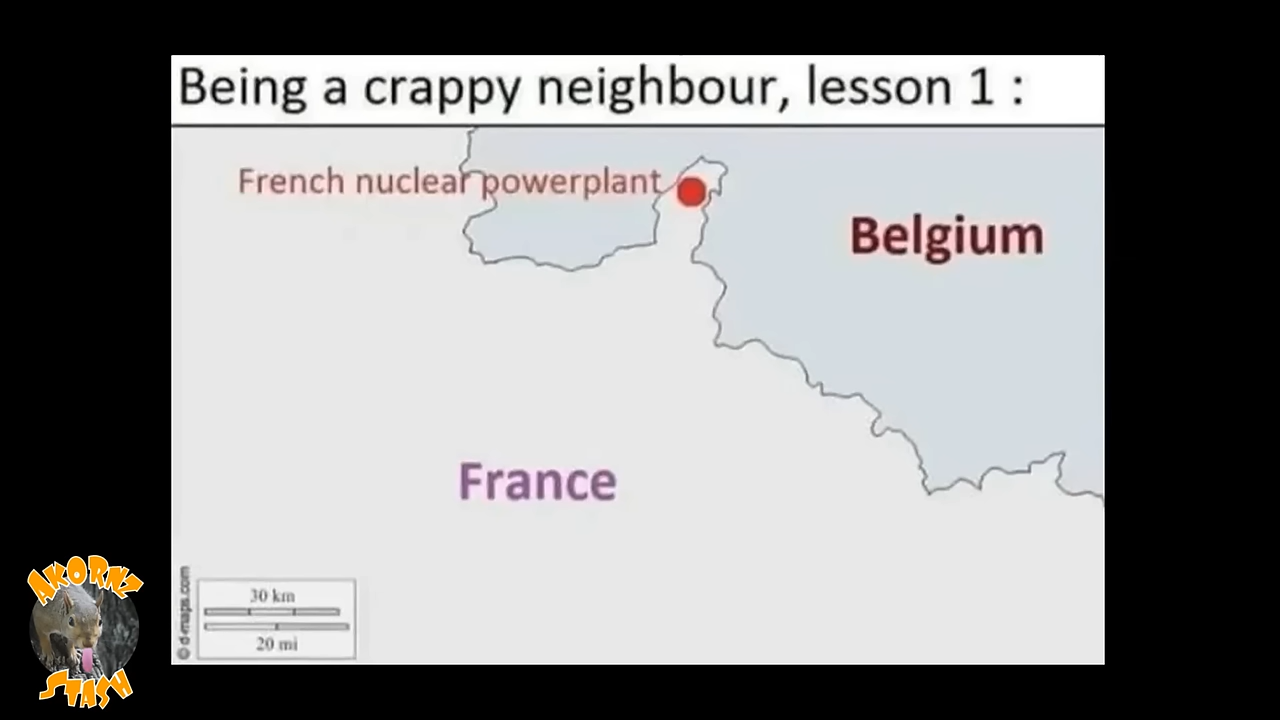 Being a crappy neighbour, lesson 1 :
French nuclear powerplant
Belgium
France
© d-maps.com
30 km
20 mi
AKORNZ
STASH